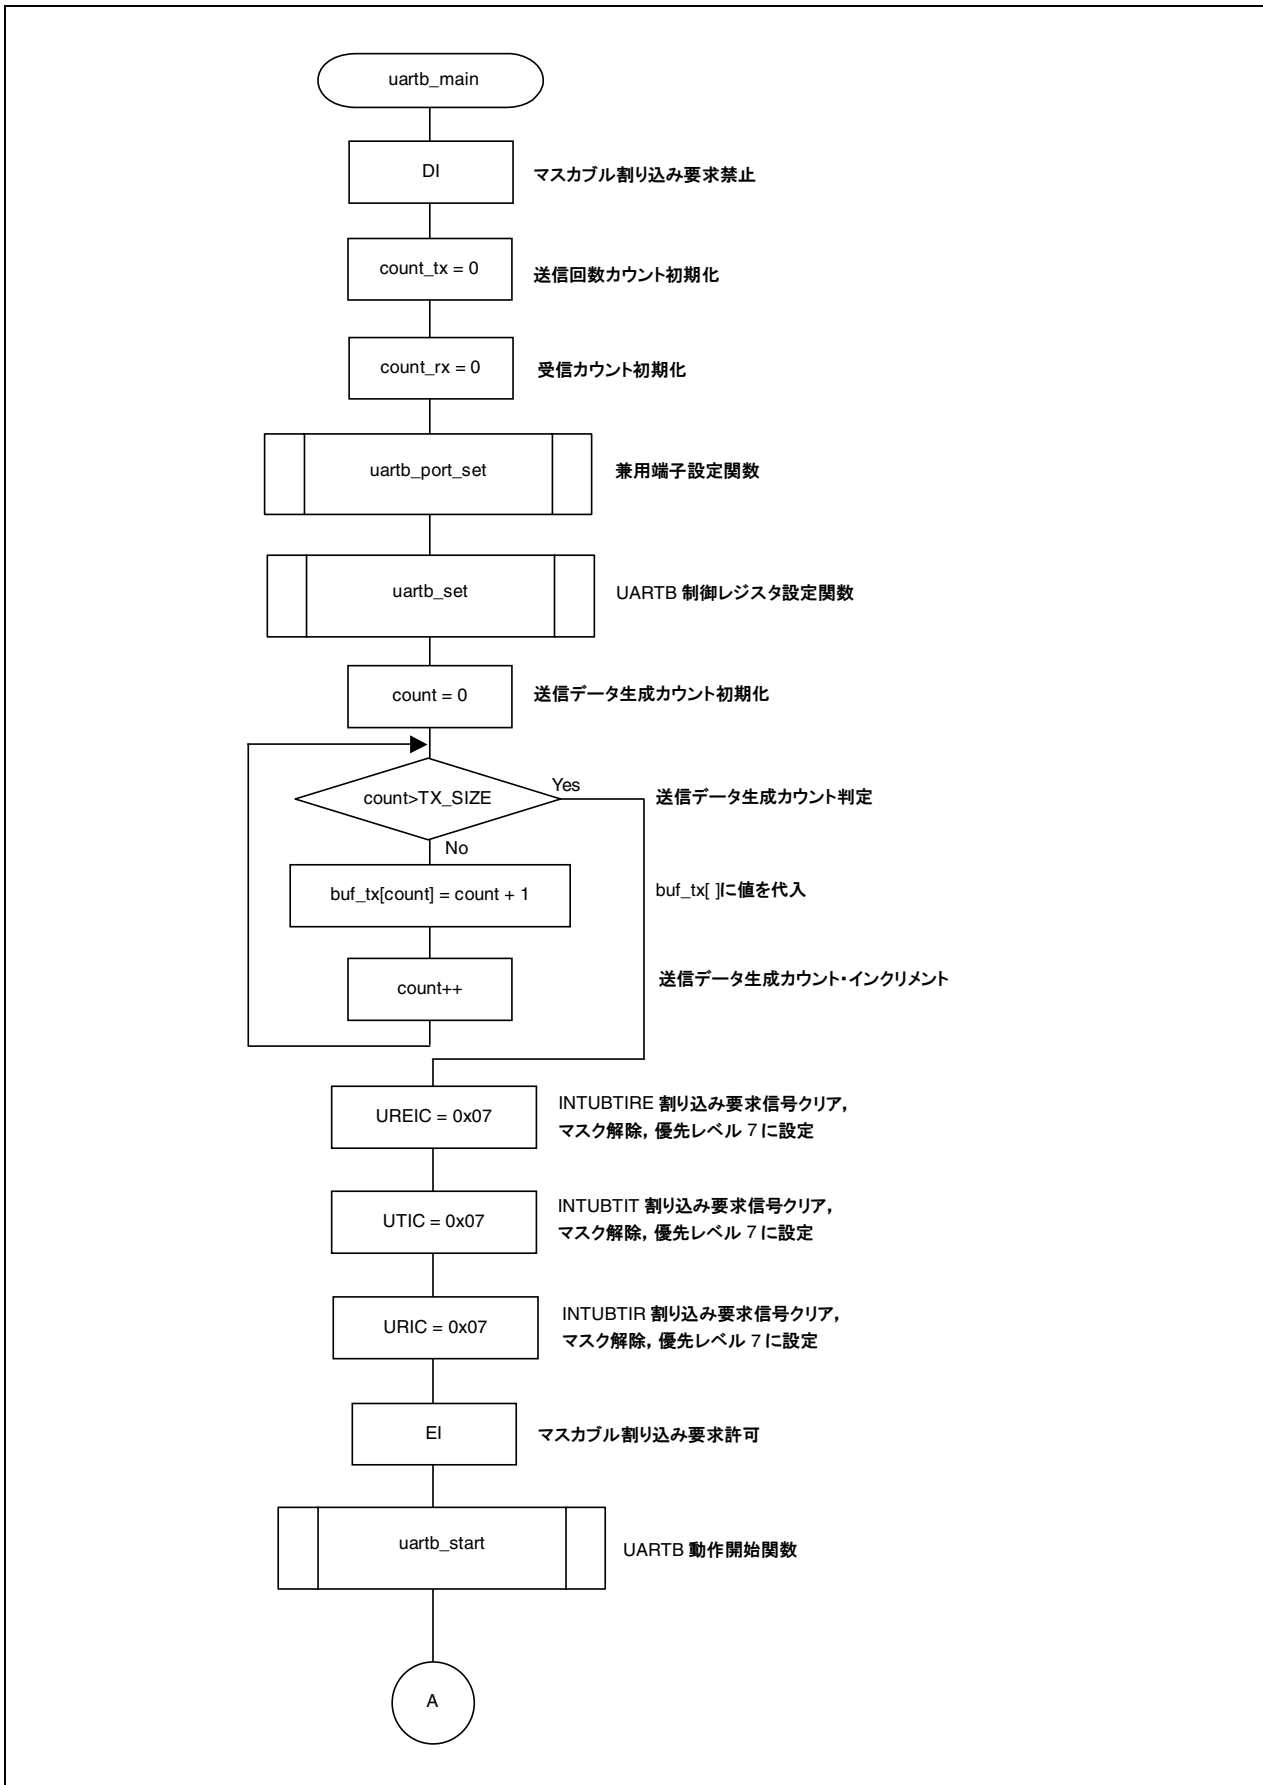 uartb_main
DI
マスカブル割り込み要求禁止
count_tx = 0
送信回数カウント初期化
count_rx = 0
受信カウント初期化
uartb_port_set
兼用端子設定関数
uartb_set
UARTB 制御レジスタ設定関数
count = 0
送信データ生成カウント初期化
count>TX_SIZE
Yes
送信データ生成カウント判定
No
buf_tx[count] = count + 1
buf_tx[ ]に値を代入
count++
送信データ生成カウント・インクリメント
UREIC = 0x07
INTUBTIRE 割り込み要求信号クリア,
マスク解除, 優先レベル 7 に設定
UTIC = 0x07
INTUBTIT 割り込み要求信号クリア,
マスク解除, 優先レベル 7 に設定
URIC = 0x07
INTUBTIR 割り込み要求信号クリア,
マスク解除, 優先レベル 7 に設定
EI
マスカブル割り込み要求許可
uartb_start
UARTB 動作開始関数
A